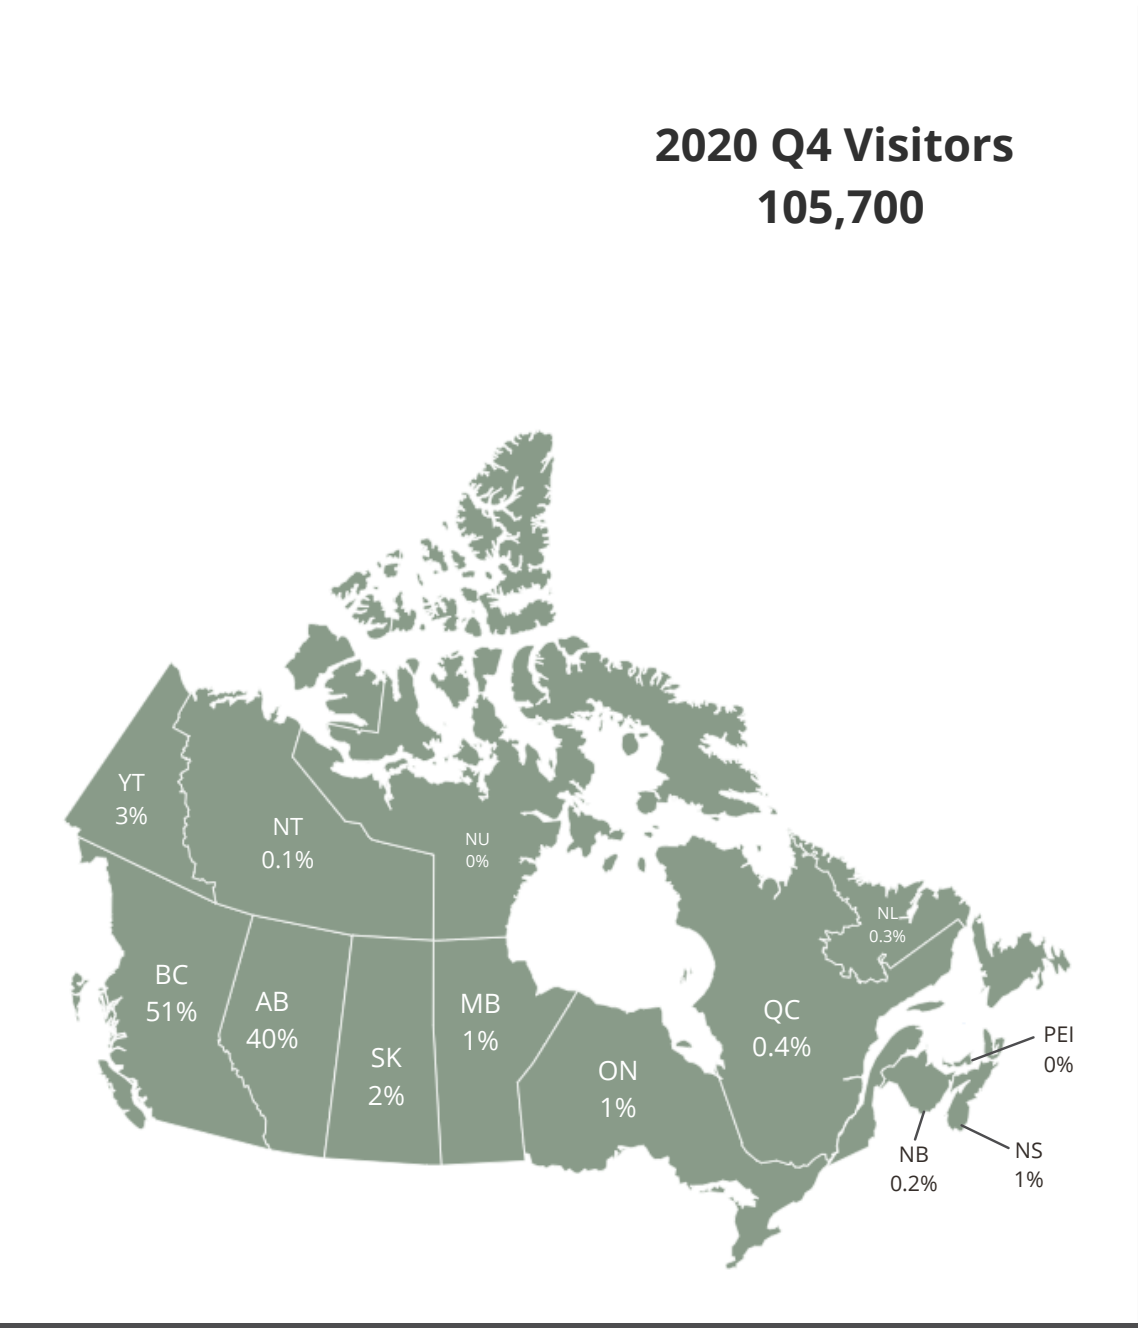 2020 Q4 Visitors
105,700
YT
3%
NT
0.1%
NU
0%
NL
0.3%
BC
51%
AB
40%
SK
2%
MB
1%
ON
1%
QC
0.4%
PEI
0%
NB
0.2%
NS
1%